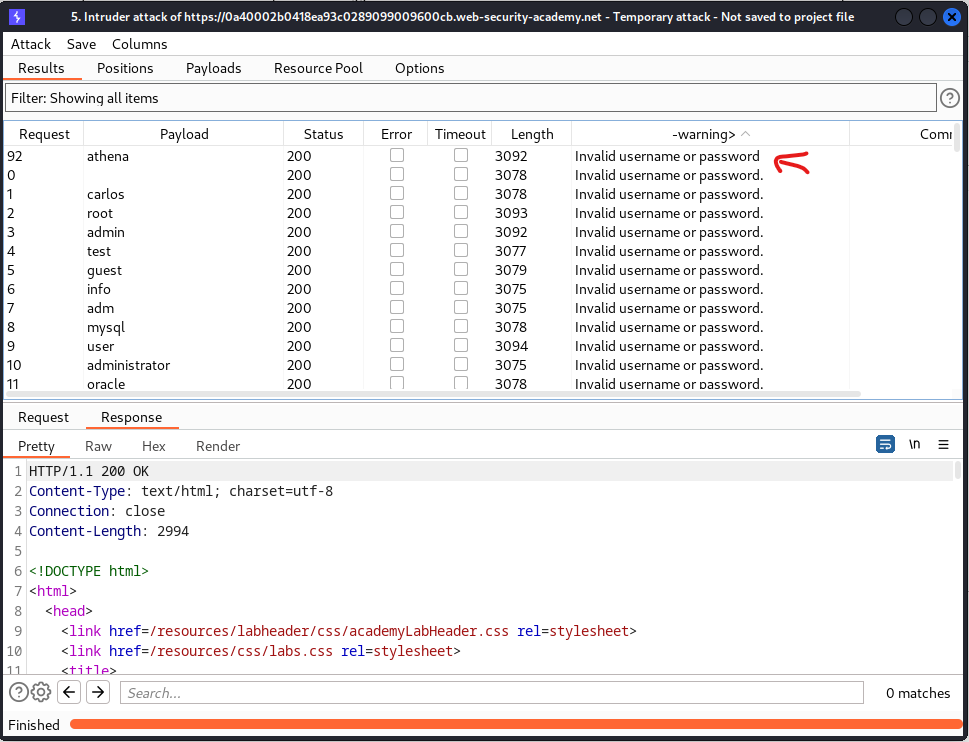 5. Intruder attack of https://0a40002b0418ea93c0289099009600cb.web-security-academy.net - Temporary attack - Not saved to project file
Attack Save Columns
Results Positions Payloads Resource Pool Options
Filter: Showing all items
Request Payload Status Error Timeout Length -warning> Comr
92 athena 200 3092 Invalid username or password
0 200 3078 Invalid username or password.
1 carlos 200 3078 Invalid username or password.
2 root 200 3093 Invalid username or password.
3 admin 200 3092 Invalid username or password.
4 test 200 3077 Invalid username or password.
5 guest 200 3079 Invalid username or password.
6 info 200 3075 Invalid username or password.
7 adm 200 3075 Invalid username or password.
8 mysql 200 3078 Invalid username or password.
9 user 200 3094 Invalid username or password.
10 administrator 200 3075 Invalid username or password.
11 oracle 200 3078 Invalid username or password.
Request Response
Pretty Raw Hex Render \n
1 HTTP/1.1 200 OK
2 Content-Type: text/html; charset=utf-8
3 Connection: close
4 Content-Length: 2994
5
6 <!DOCTYPE html>
7 <html>
8 <head>
9 <link href=/resources/labheader/css/academyLabHeader.css rel=stylesheet>
10 <link href=/resources/css/labs.css rel=stylesheet>
11 <title>
Search... 0 matches
Finished